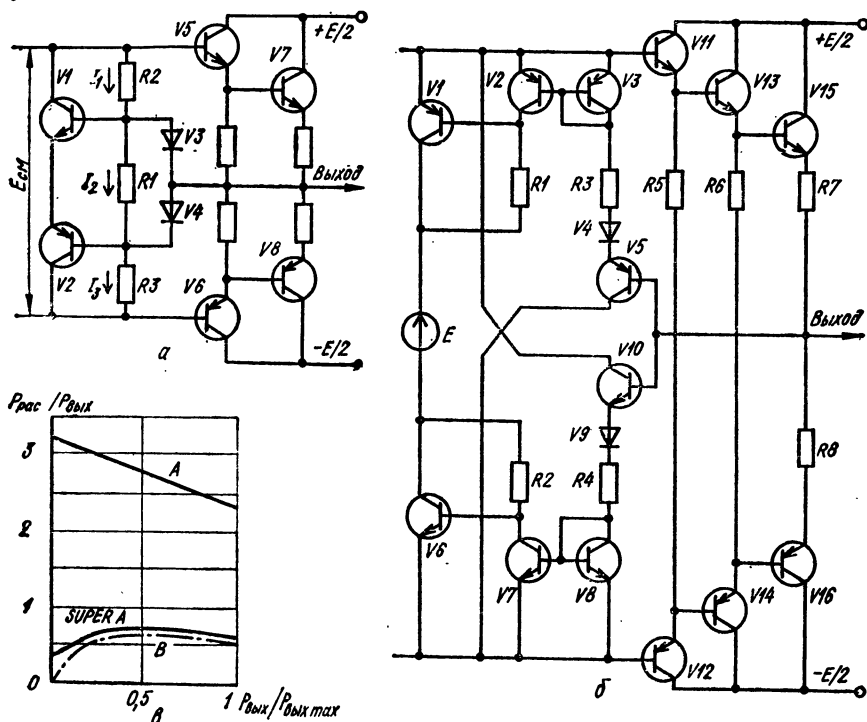 V5
+E/2
V7
V1
I1
R2
V3
Eсм
I2
R1
V4
Выход
V2
I3
R3
V6
V8
а
-E/2
V11
+E/2
V13
V15
V1
V2
V3
R1
R3
R5
R6
R7
V4
V5
E
V10
Выход
V9
R2
R4
R8
V6
V7
V8
V14
V16
V12
б
-E/2
Pрас/Pвых
3
A
2
1
SUPER A
B
0
0,5
1
Pвых/Pвых max
в